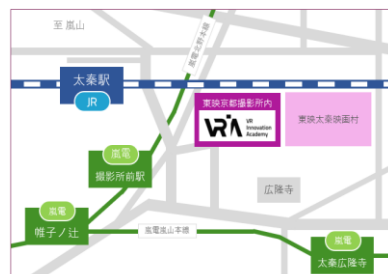 至 嵐山
嵐電北野本線
太秦駅
JR
東映京都撮影所内
VRIA
VR
Innovation
Academy
東映太秦映画村
嵐電
撮影所前駅
広隆寺
嵐電
帷子ノ辻
嵐電嵐山本線
嵐電
太秦広隆寺